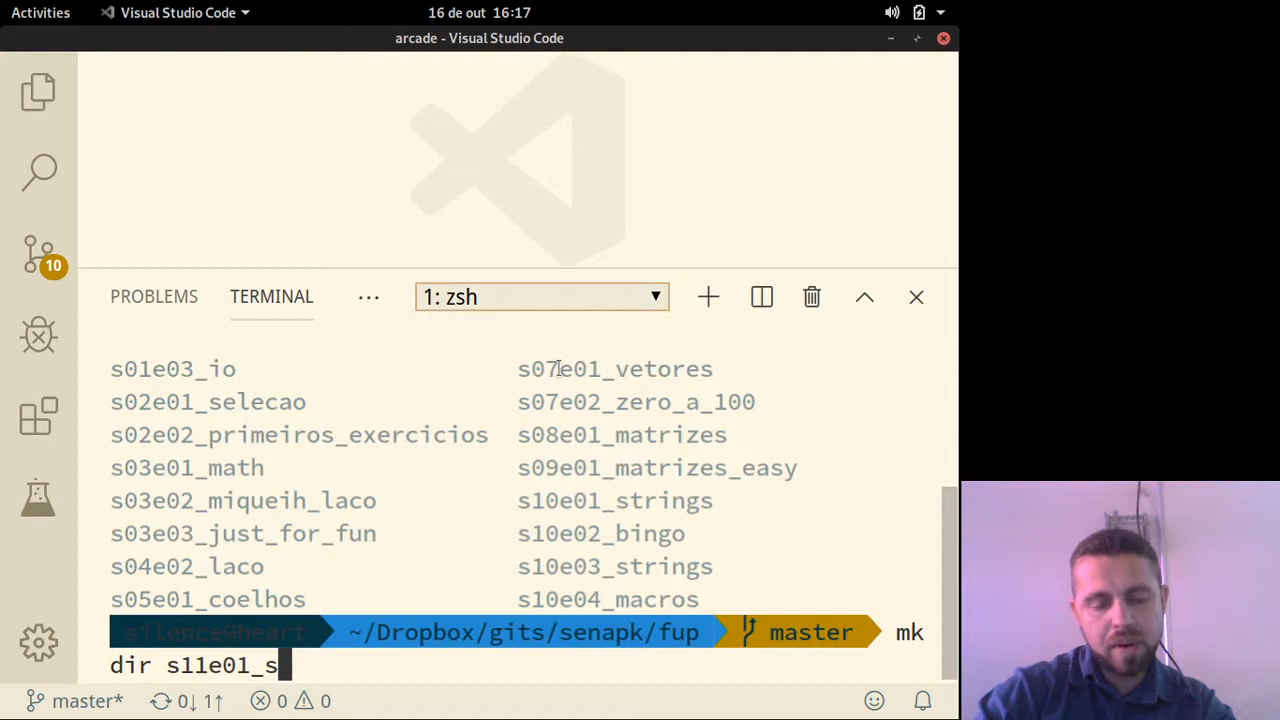 Activities Visual Studio Code 16 de out 16:17
arcade - Visual Studio Code
10
PROBLEMS TERMINAL ... 1: zsh
s01e03_io s07e01_vetores
s02e01_selecao s07e02_zero_a_100
s02e02_primeiros_exercicios s08e01_matrizes
s03e01_math s09e01_matrizes_easy
s03e02_miqueih_laco s10e01_strings
s03e03_just_for_fun s10e02_bingo
s04e02_laco s10e03_strings
s05e01_coelhos s10e04_macros
silence@heart ~/Dropbox/gits/senapk/fup master mk
dir s11e01_s
master* 0↓ 1↑ 0 0